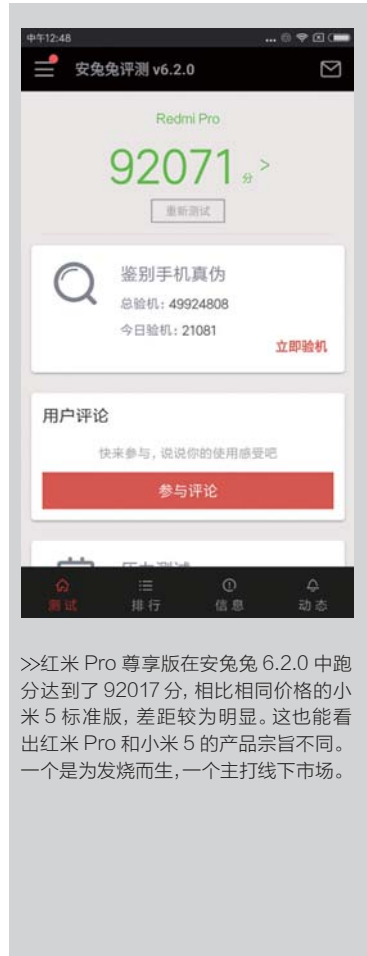 中午12:48
...
安兔兔评测 v6.2.0
Redmi Pro
92071 分 >
重新测试
鉴别手机真伪
总验机: 49924808
今日验机: 21081
立即验机
用户评论
快来参与, 说说你的使用感受吧
参与评论
压力测试
测试 排行 信息 动态
>>红米 Pro 尊享版在安兔兔 6.2.0 中跑
分达到了 92017 分, 相比相同价格的小
米 5 标准版, 差距较为明显。这也能看
出红米 Pro 和小米 5 的产品宗旨不同。
一个是为发烧而生,一个主打线下市场。